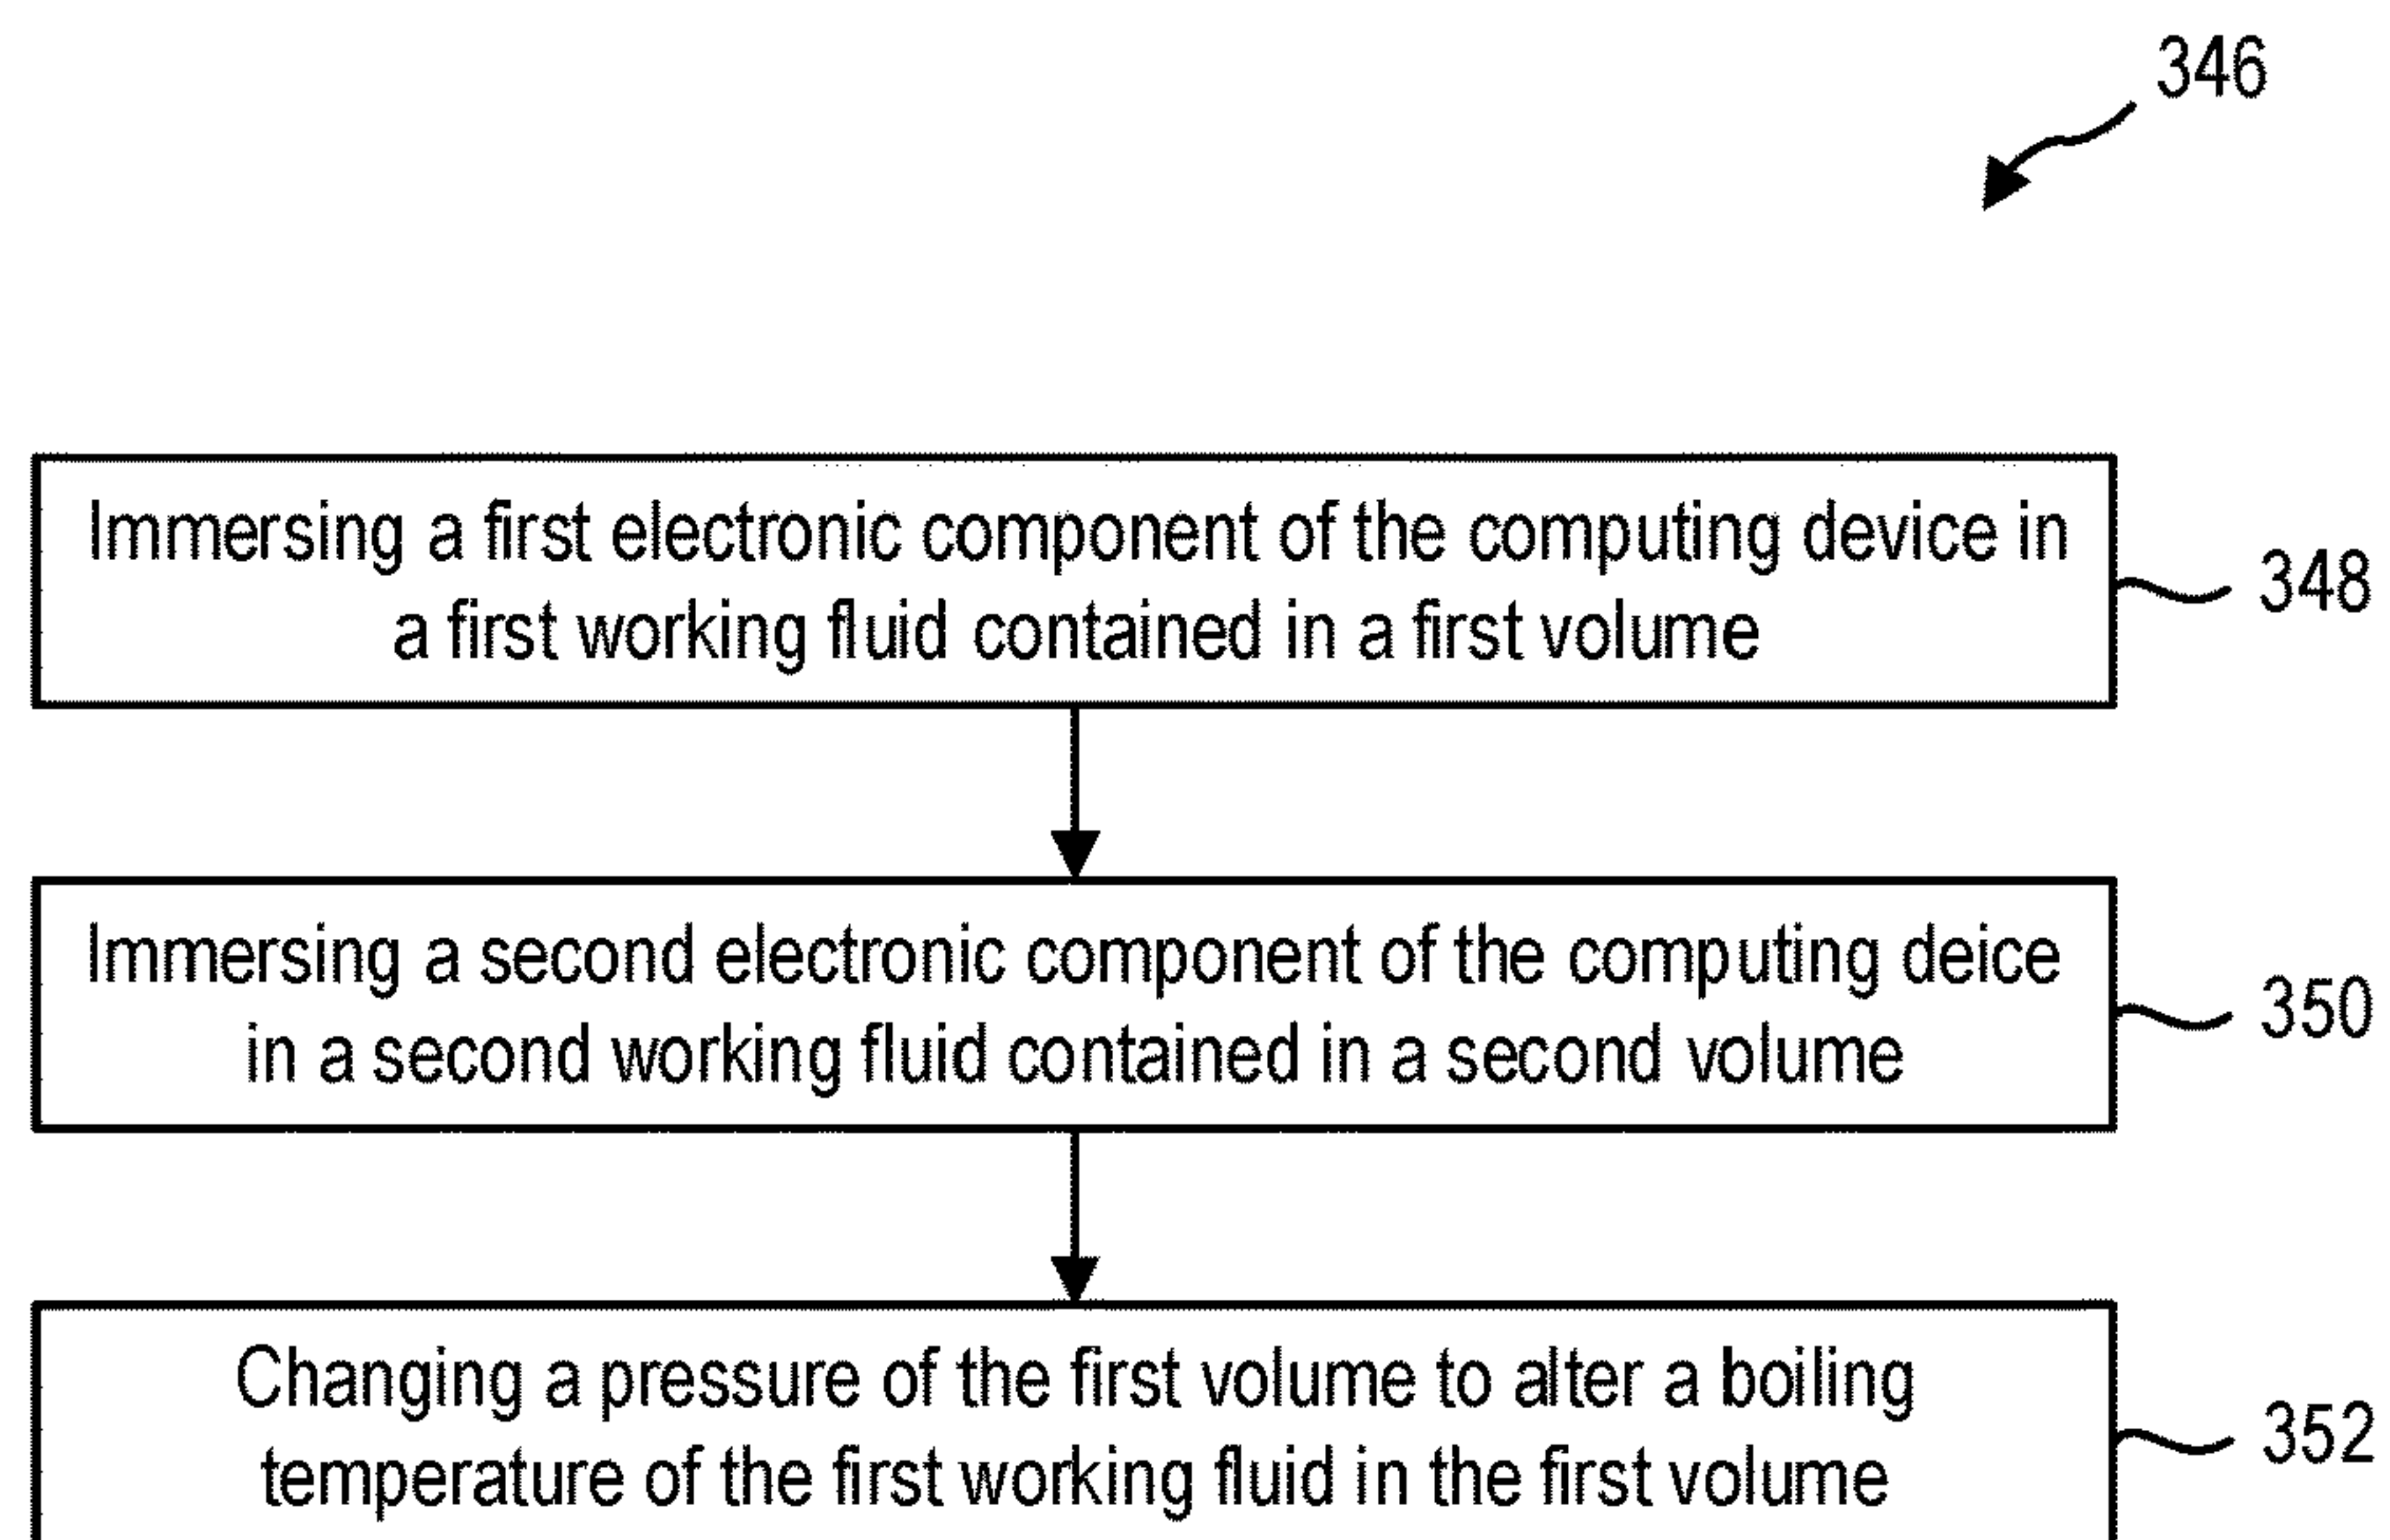 346
Immersing a first electronic component of the computing device in
a first working fluid contained in a first volume
348
Immersing a second electronic component of the computing deice
in a second working fluid contained in a second volume
350
Changing a pressure of the first volume to alter a boiling
temperature of the first working fluid in the first volume
352